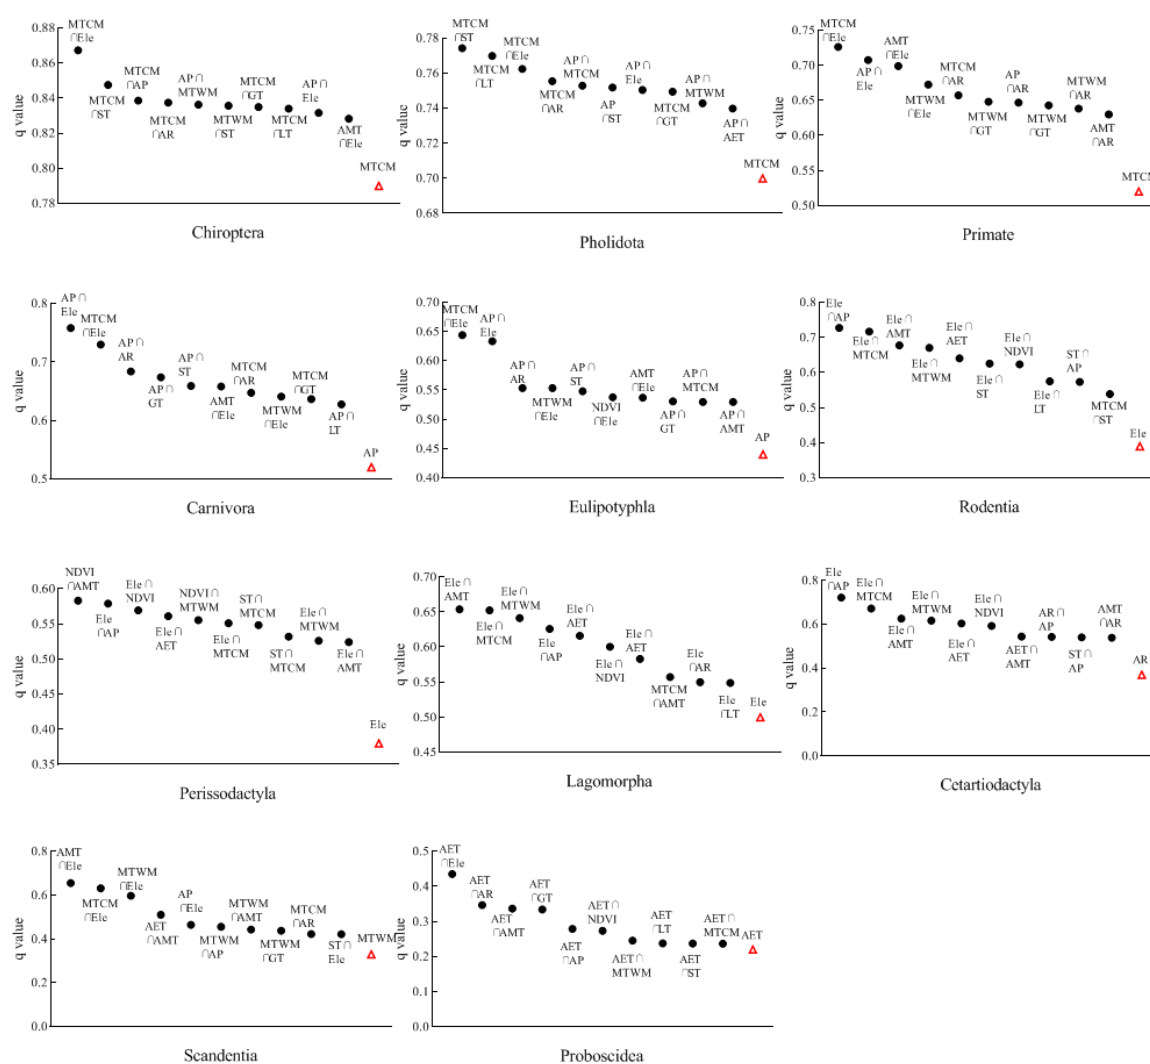 0.88
0.86
0.84
0.82
0.80
0.78
q value
MTCM
∩Ele
MTCM
∩ST
MTCM
∩AP
MTCM
∩AR
AP∩
MTWM
MTWM
∩ST
MTCM
∩GT
MTCM
∩LT
AP∩
Ele
AMT
∩Ele
MTCM
Chiroptera
0.78
0.76
0.74
0.72
0.70
0.68
q value
MTCM
∩ST
MTCM
∩LT
MTCM
∩Ele
MTCM
∩AR
AP∩
MTCM
AP
∩ST
AP∩
Ele
MTCM
∩GT
AP∩
MTWM
AP∩
AET
MTCM
Pholidota
0.75
0.70
0.65
0.60
0.55
0.50
q value
MTCM
∩Ele
AP∩
Ele
AMT
∩Ele
MTWM
∩Ele
MTCM
∩AR
MTWM
∩GT
AP
∩AR
MTWM
∩GT
MTWM
∩AR
AMT
∩AR
MTCM
Primate
0.8
0.7
0.6
0.5
q value
AP∩
Ele
MTCM
∩Ele
AP∩
AR
AP∩
GT
AP∩
ST
AMT
∩Ele
MTCM
∩AR
MTWM
∩Ele
MTCM
∩GT
AP∩
LT
AP
Carnivora
0.70
0.65
0.60
0.55
0.50
0.45
0.40
q value
MTCM
∩Ele
AP∩
Ele
AP∩
AR
MTWM
∩Ele
AP∩
ST
NDVI
∩Ele
AMT
∩Ele
AP∩
GT
AP∩
MTCM
AP∩
AMT
AP
Eulipotyphla
0.8
0.7
0.6
0.5
0.4
0.3
q value
Ele
∩AP
Ele∩
MTCM
Ele∩
AMT
Ele∩
MTWM
Ele∩
AET
Ele∩
ST
Ele∩
NDVI
Ele∩
LT
ST∩
AP
MTCM
∩ST
Ele
Rodentia
0.60
0.55
0.50
0.45
0.40
0.35
q value
NDVI
∩AMT
Ele
∩AP
Ele∩
NDVI
Ele∩
AET
NDVI∩
MTWM
Ele∩
MTCM
ST∩
MTCM
ST∩
MTCM
Ele∩
MTWM
Ele∩
AMT
Ele
Perissodactyla
0.70
0.65
0.60
0.55
0.50
0.45
q value
Ele∩
AMT
Ele∩
MTCM
Ele∩
MTWM
Ele
∩AP
Ele∩
AET
Ele∩
NDVI
Ele∩
AET
MTCM
∩AMT
Ele
∩AR
Ele
∩LT
Ele
Lagomorpha
0.8
0.6
0.4
0.2
0.0
q value
Ele
∩AP
Ele∩
MTCM
Ele∩
AMT
Ele∩
MTWM
Ele∩
AET
Ele∩
NDVI
AET∩
AMT
AR∩
AP
ST∩
AP
AMT
∩AR
AR
Cetartiodactyla
0.8
0.6
0.4
0.2
0.0
q value
AMT
∩Ele
MTCM
∩Ele
MTWM
∩Ele
AET
∩AMT
AP
∩Ele
MTWM
∩AP
MTWM
∩AMT
MTWM
∩GT
MTCM
∩AR
ST∩
Ele
MTWM
Scandentia
0.5
0.4
0.3
0.2
0.1
0.0
q value
AET
∩Ele
AET
∩AR
AET
∩AMT
AET
∩GT
AET
∩AP
AET∩
NDVI
AET∩
MTWM
AET
∩LT
AET
∩ST
AET∩
MTCM
AET
Proboscidea